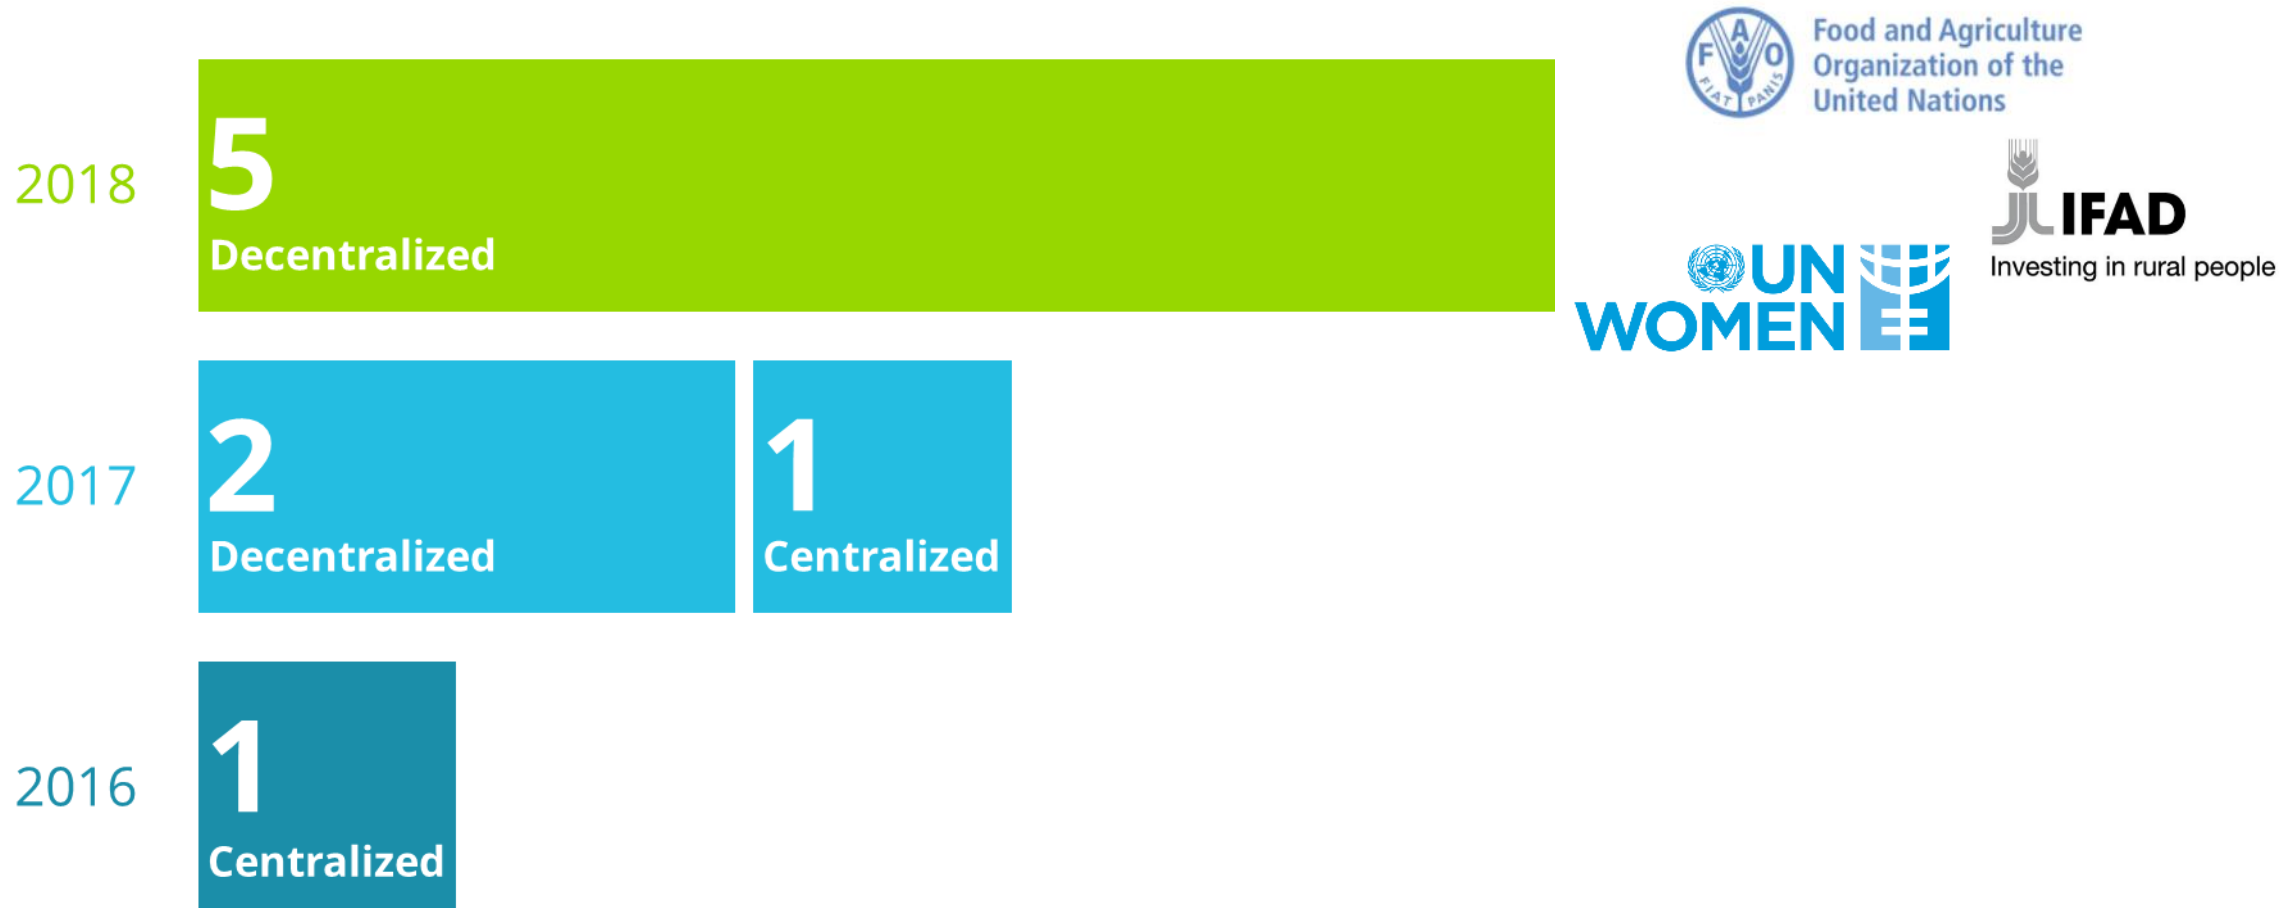 2018
5
Decentralized
FAO
FIAT PANIS
Food and Agriculture
Organization of the
United Nations
IFAD
Investing in rural people
UN
WOMEN
2017
2
Decentralized
1
Centralized
2016
1
Centralized